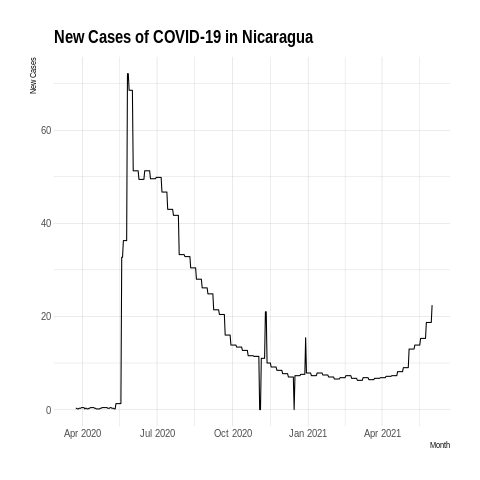 New Cases of COVID-19 in Nicaragua
New Cases
60
40
20
0
Apr 2020 Jul 2020 Oct 2020 Jan 2021 Apr 2021
Month